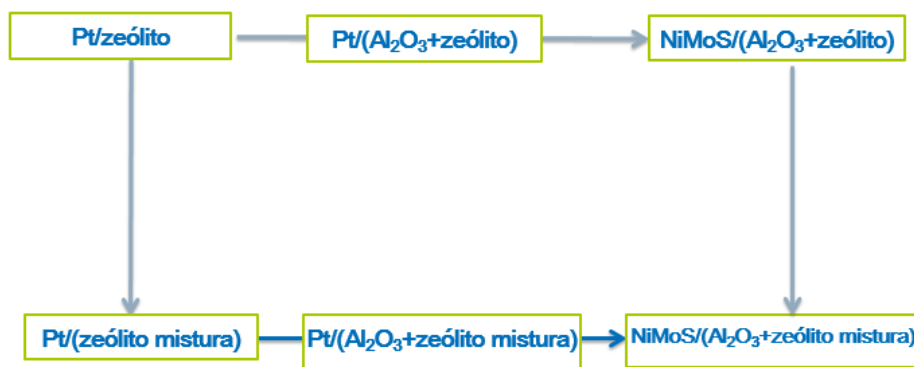 Pt/zeólito
Pt/(Al₂O₃+zeólito)
NiMoS/(Al₂O₃+zeólito)
Pt/(zeólito mistura)
Pt/(Al₂O₃+zeólito mistura)
NiMoS/(Al₂O₃+zeólito mistura)